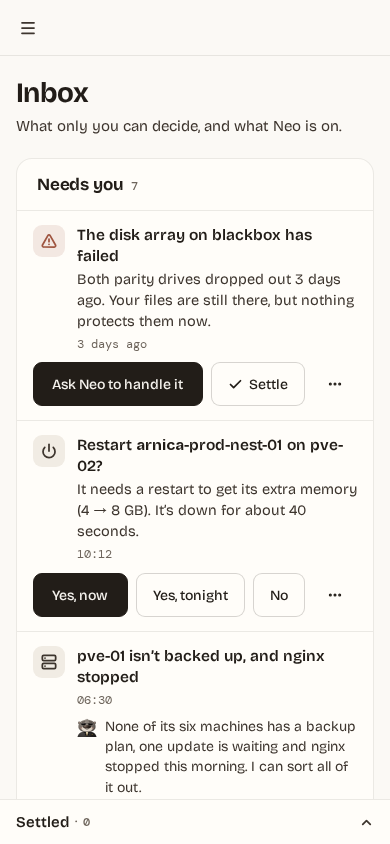 Inbox
What only you can decide, and what Neo is on.
Needs you 7
The disk array on blackbox has
failed
Both parity drives dropped out 3 days
ago. Your files are still there, but nothing
protects them now.
3 days ago
Ask Neo to handle it
Settle
Restart arnica-prod-nest-01 on pve-
02?
It needs a restart to get its extra memory
(4 → 8 GB). It’s down for about 40
seconds.
10:12
Yes, now
Yes, tonight
No
pve-01 isn’t backed up, and nginx
stopped
06:30
None of its six machines has a backup
plan, one update is waiting and nginx
stopped this morning. I can sort all of
it out.
Settled · 0